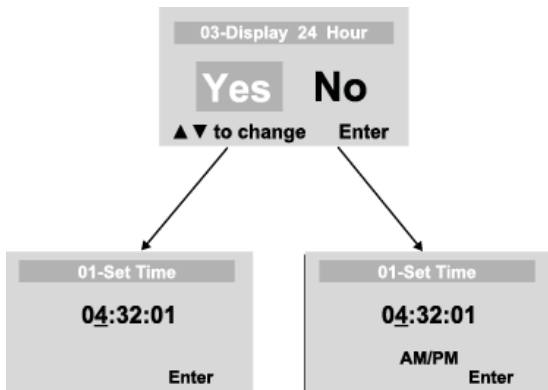 03-Display 24 Hour
Yes No
▲▼ to change Enter
01-Set Time
04:32:01
Enter
01-Set Time
04:32:01
AM/PM
Enter